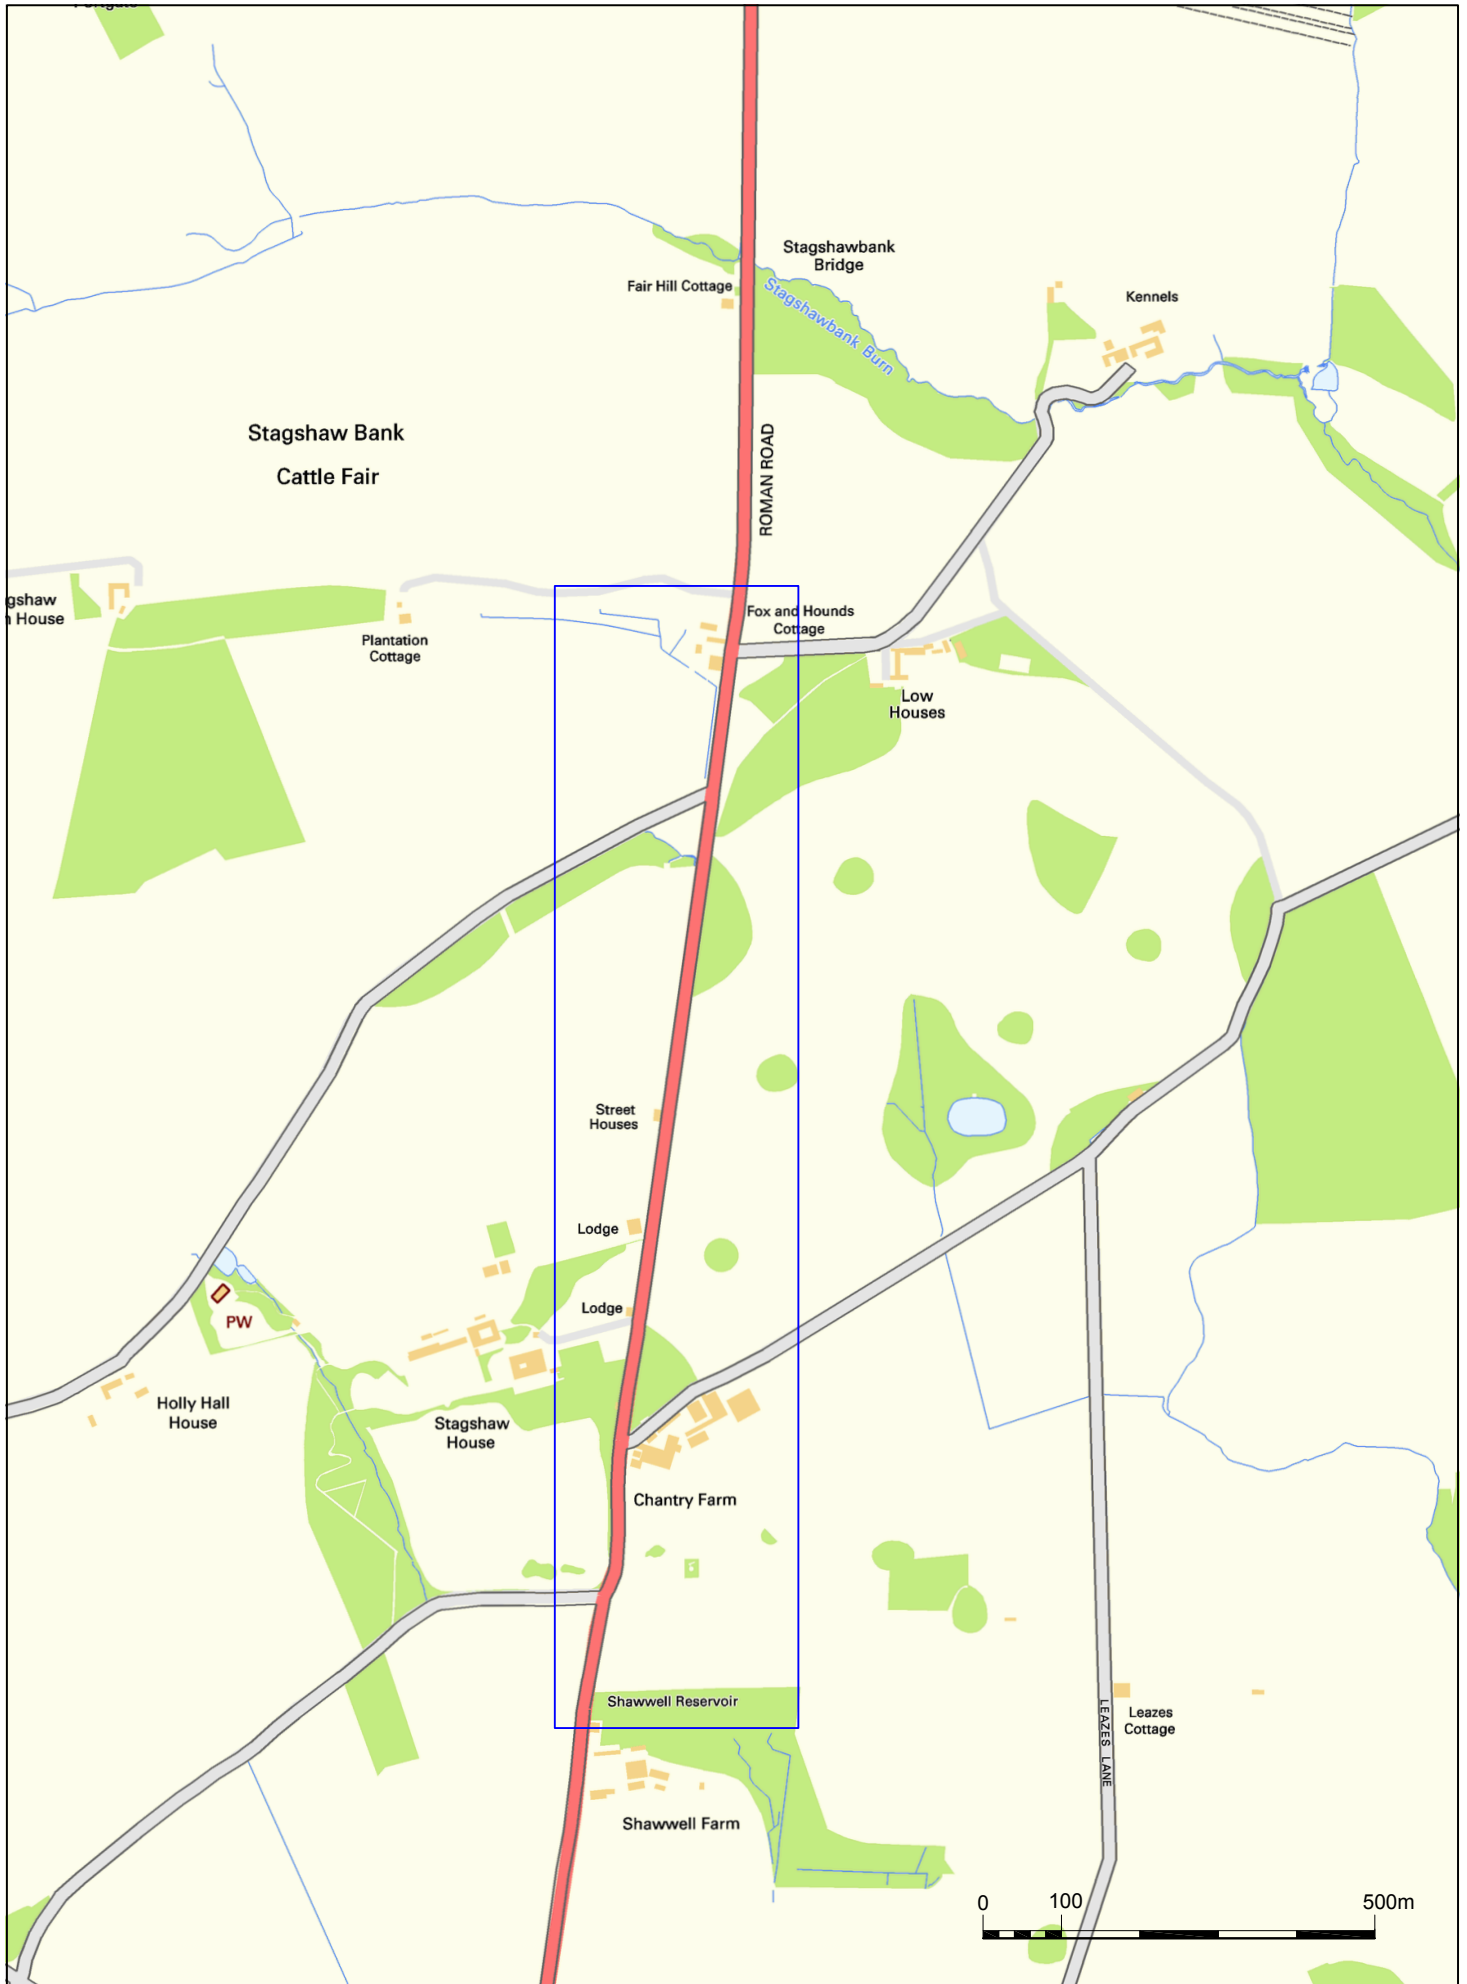 Stagshawbank
Bridge
Fair Hill Cottage
Stagshawbank Burn
Kennels
Stagshaw Bank
Cattle Fair
ROMAN ROAD
gshaw
House
Plantation
Cottage
Fox and Hounds
Cottage
Low
Houses
Street
Houses
Lodge
Lodge
PW
Holly Hall
House
Stagshaw
House
Chantry Farm
Shawwell Reservoir
Leazes
Cottage
LEAZES LANE
Shawwell Farm
0 100 500m